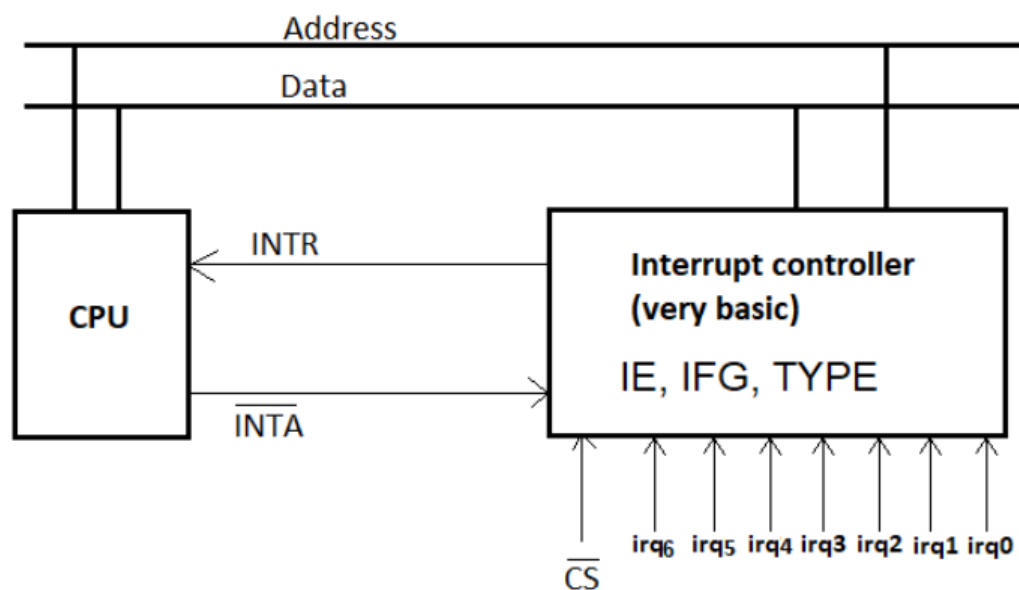 Address
Data
INTR
Interrupt controller
(very basic)
CPU
IE, IFG, TYPE
INTA
irq6 irq5 irq4 irq3 irq2 irq1 irq0
CS